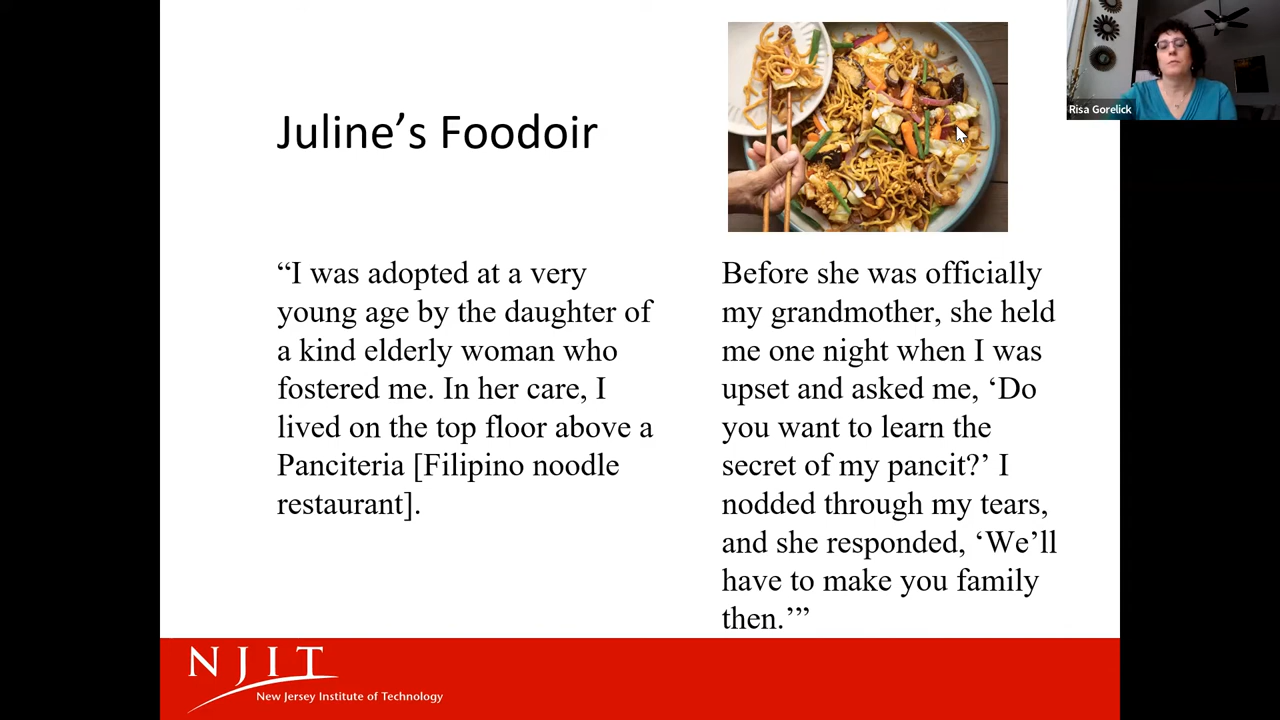 Juline’s Foodoir
Risa Gorelick
“I was adopted at a very
young age by the daughter of
a kind elderly woman who
fostered me. In her care, I
lived on the top floor above a
Panciteria [Filipino noodle
restaurant].
Before she was officially
my grandmother, she held
me one night when I was
upset and asked me, ‘Do
you want to learn the
secret of my pancit?’ I
nodded through my tears,
and she responded, ‘We’ll
have to make you family
then.’”
NJIT
New Jersey Institute of Technology